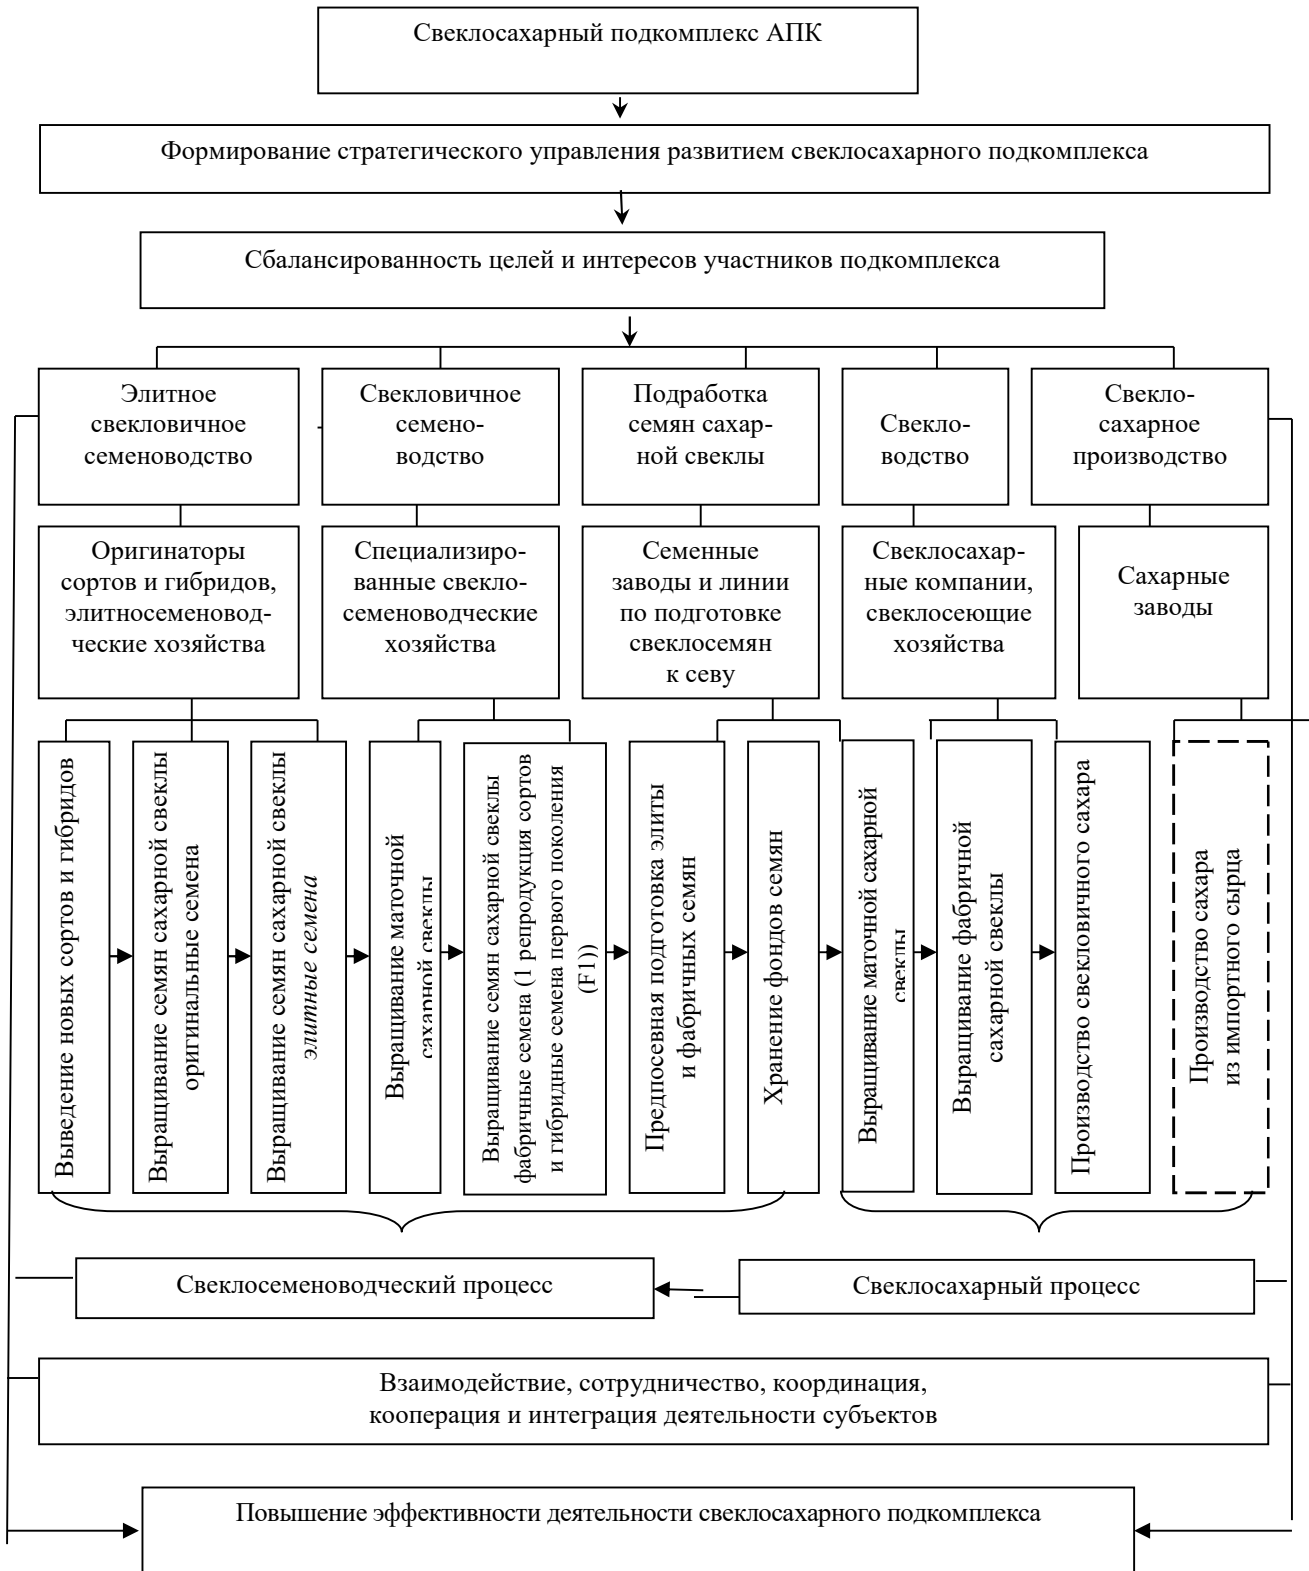 Свеклосахарный подкомплекс АПК
Формирование стратегического управления развитием свеклосахарного подкомплекса
Сбалансированность целей и интересов участников подкомплекса
Элитное
свекловичное
семеноводство
Свекловичное
семено-
водство
Подработка
семян сахар-
ной свеклы
Свекло-
водство
Свекло-
сахарное
производство
Оригинаторы
сортов и гибридов,
элитносеменовод-
ческие хозяйства
Специализиро-
ванные свекло-
семеноводческие
хозяйства
Семенные
заводы и линии
по подготовке
свеклосемян
к севу
Свеклосахар-
ные компании,
свеклосеющие
хозяйства
Сахарные
заводы
Выведение новых сортов и гибридов
Выращивание семян сахарной свеклы
оригинальные семена
Выращивание семян сахарной свеклы
элитные семена
Выращивание маточной
сахарной свеклы
Выращивание семян сахарной свеклы
фабричные семена (1 репродукция сортов
и гибридные семена первого поколения
(F1))
Предпосевная подготовка элиты
и фабричных семян
Хранение фондов семян
Выращивание маточной сахарной
свеклы
Выращивание фабричной
сахарной свеклы
Производство свекловичного сахара
Производство сахара
из импортного сырца
Свеклосеменоводческий процесс
Свеклосахарный процесс
Взаимодействие, сотрудничество, координация,
кооперация и интеграция деятельности субъектов
Повышение эффективности деятельности свеклосахарного подкомплекса